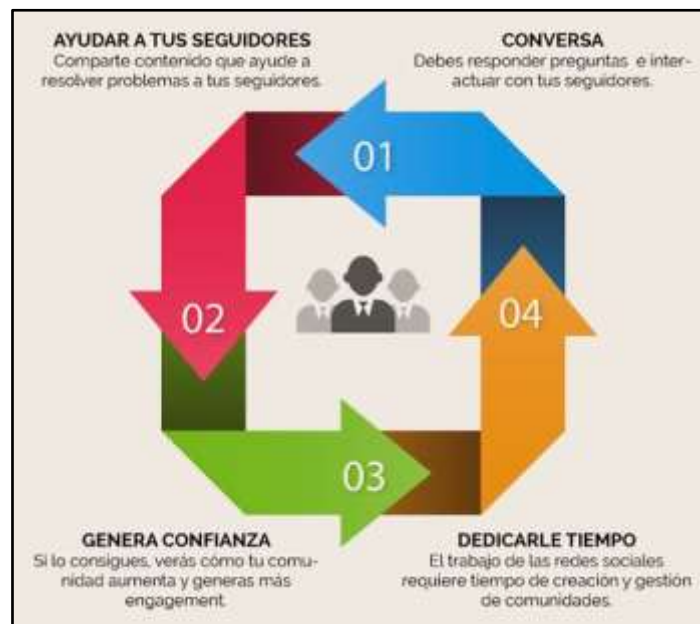 AYUDAR A TUS SEGUIDORES
Comparte contenido que ayude a
resolver problemas a tus seguidores.
CONVERSA
Debes responder preguntas e inter-
actuar con tus seguidores.
01
02
04
03
GENERA CONFIANZA
Si lo consigues, verás cómo tu comu-
nidad aumenta y generas más
engagement.
DEDICARLE TIEMPO
El trabajo de las redes sociales
requiere tiempo de creación y gestión
de comunidades.